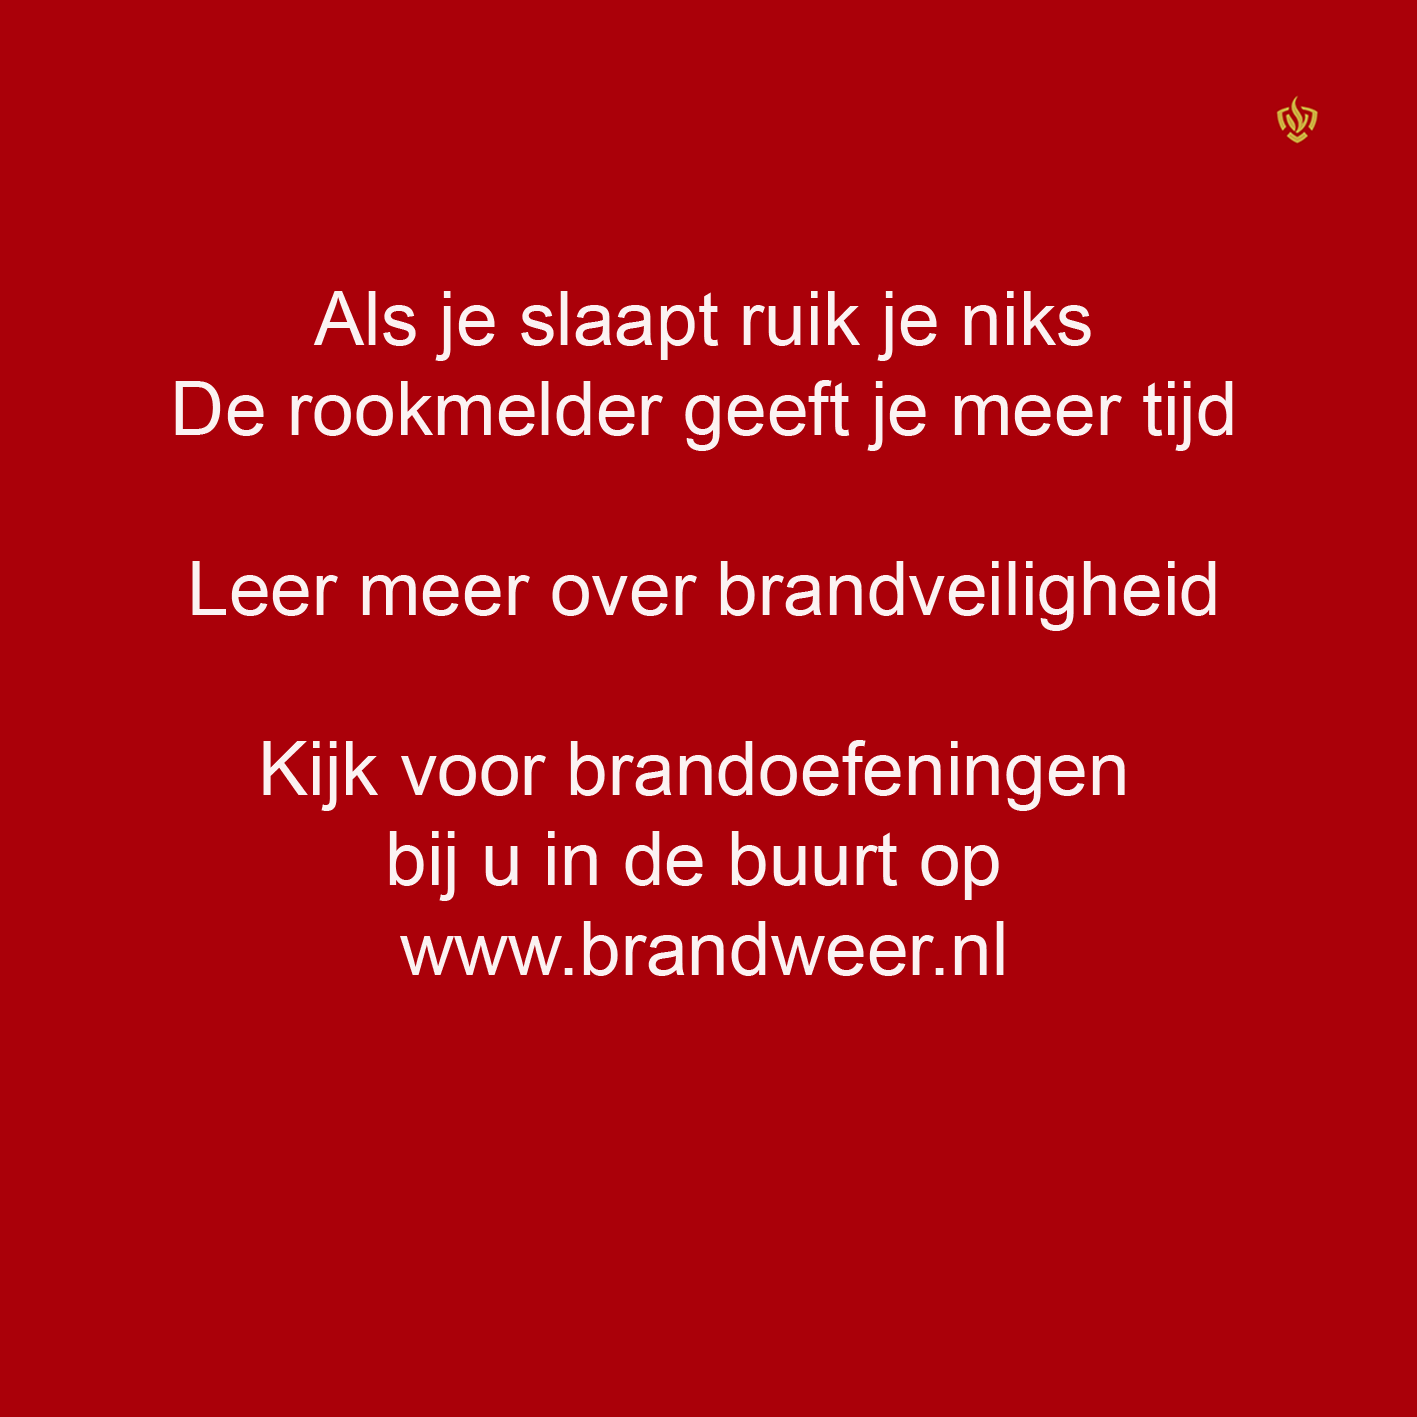 Als je slaapt ruik je niks
De rookmelder geeft je meer tijd
Leer meer over brandveiligheid
Kijk voor brandoefeningen
bij u in de buurt op
www.brandweer.nl